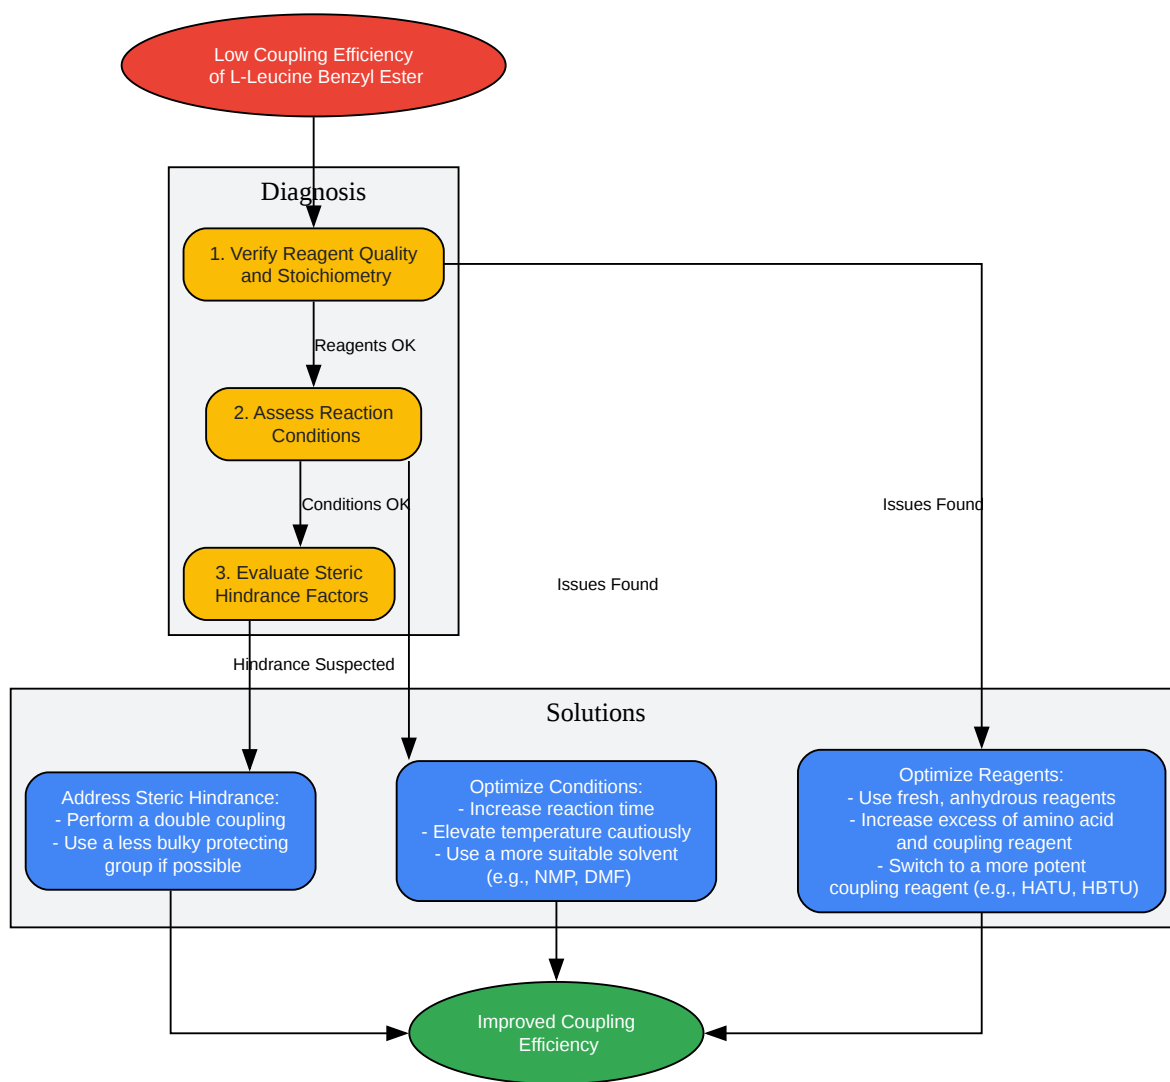 Low Coupling Efficiency
of L-Leucine Benzyl Ester
Diagnosis
1. Verify Reagent Quality
and Stoichiometry
Reagents OK
2. Assess Reaction
Conditions
Conditions OK
Issues Found
3. Evaluate Steric
Hindrance Factors
Issues Found
Hindrance Suspected
Solutions
Address Steric Hindrance:
- Perform a double coupling
- Use a less bulky protecting
group if possible
Optimize Conditions:
- Increase reaction time
- Elevate temperature cautiously
- Use a more suitable solvent
(e.g., NMP, DMF)
Optimize Reagents:
- Use fresh, anhydrous reagents
- Increase excess of amino acid
and coupling reagent
- Switch to a more potent
coupling reagent (e.g., HATU, HBTU)
Improved Coupling
Efficiency